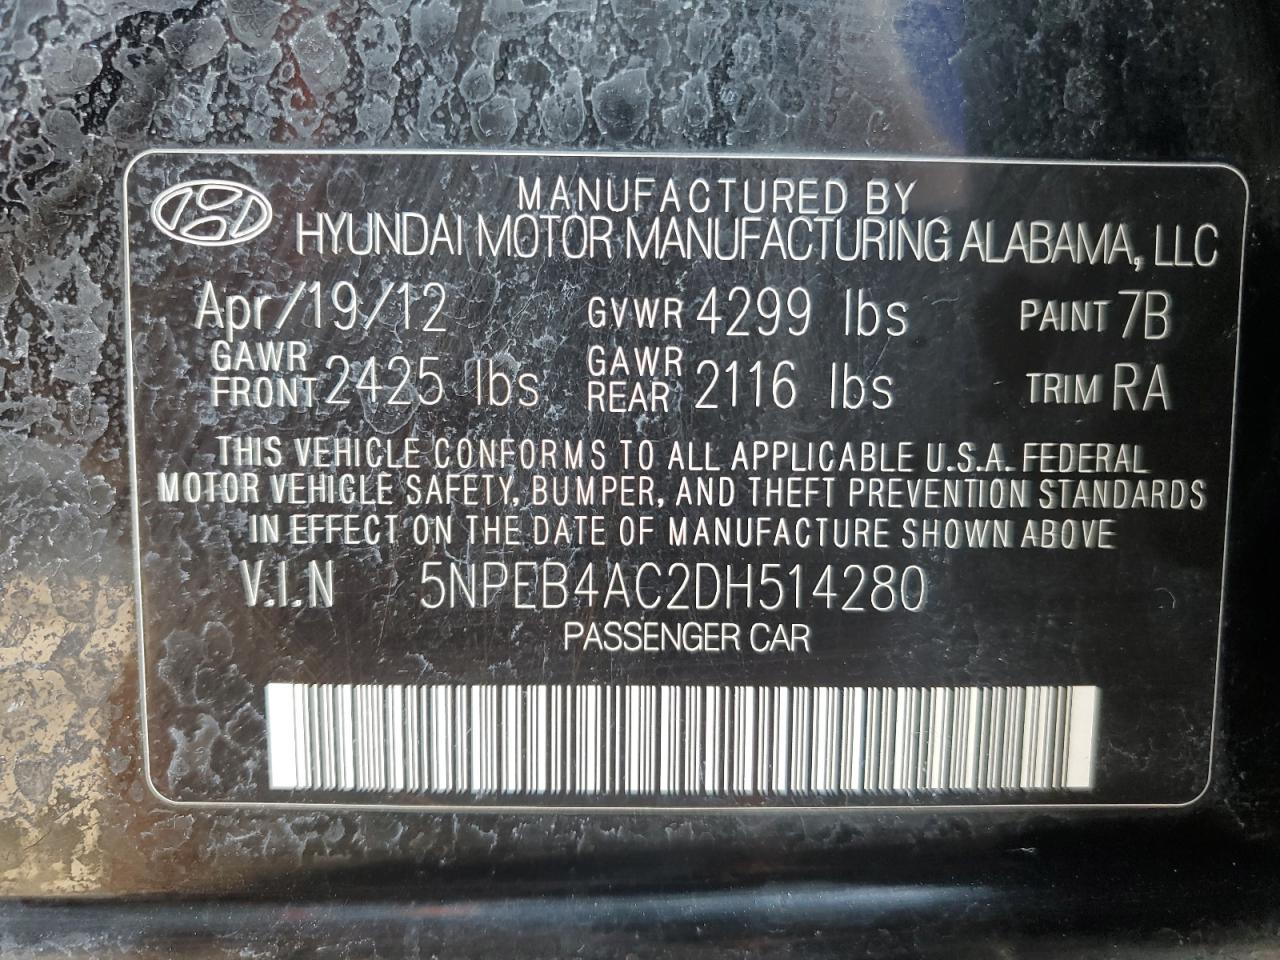 MANUFACTURED BY
HYUNDAI MOTOR MANUFACTURING ALABAMA, LLC
Apr/19/12 GVWR 4299 lbs PAINT 7B
GAWR FRONT 2425 lbs GAWR REAR 2116 lbs TRIM RA
THIS VEHICLE CONFORMS TO ALL APPLICABLE U.S.A. FEDERAL
MOTOR VEHICLE SAFETY, BUMPER, AND THEFT PREVENTION STANDARDS
IN EFFECT ON THE DATE OF MANUFACTURE SHOWN ABOVE
V.I.N 5NPEB4AC2DH514280
PASSENGER CAR